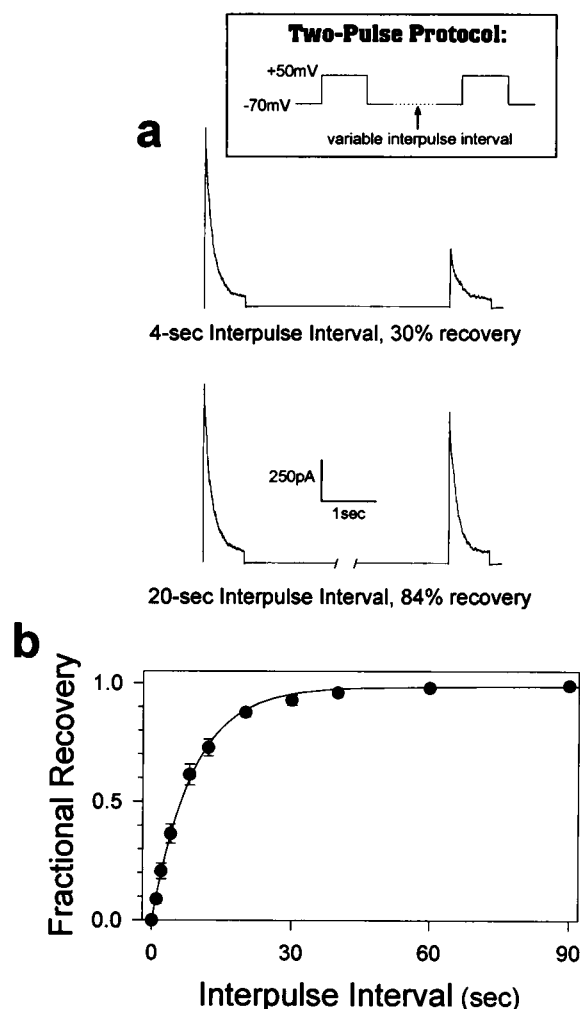 Two-Pulse Protocol:
+50mV
-70mV
variable interpulse interval
a
4-sec Interpulse Interval, 30% recovery
250pA
1sec
20-sec Interpulse Interval, 84% recovery
b
Fractional Recovery
1.0
0.5
0.0
0 30 60 90
Interpulse Interval (sec)